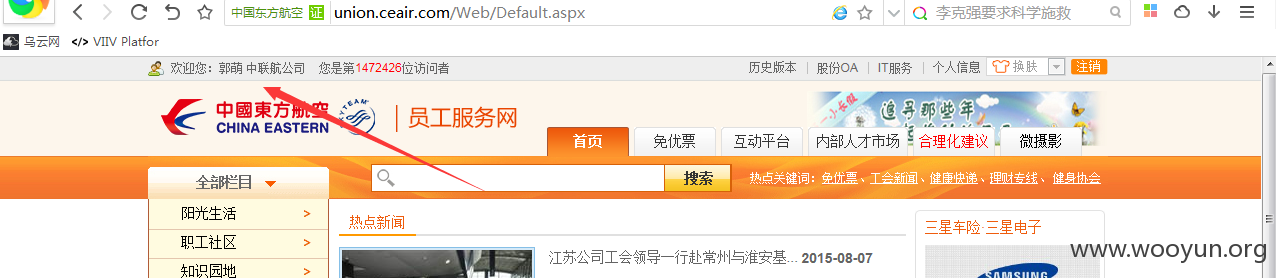 中国东方航空 证 union.ceair.com/Web/Default.aspx 李克强要求科学施救
乌云网 </> VIIV Platfor
欢迎您：郭萌 中联航公司 您是第1472426位访问者 历史版本 | 股份OA | IT服务 | 个人信息 换肤 注销
中國東方航空 CHINA EASTERN 员工服务网
首页 免优票 互动平台 内部人才市场 合理化建议 微摄影
全部栏目 搜索 热点关键词：免优票、工会新闻、健康快递、理财专线、健身协会
阳光生活 >
职工社区 >
知识园地 >
热点新闻
江苏公司工会领导一行赴常州与淮安基... 2015-08-07
三星车险·三星电子
SAMSUNG
www.wooyun.org